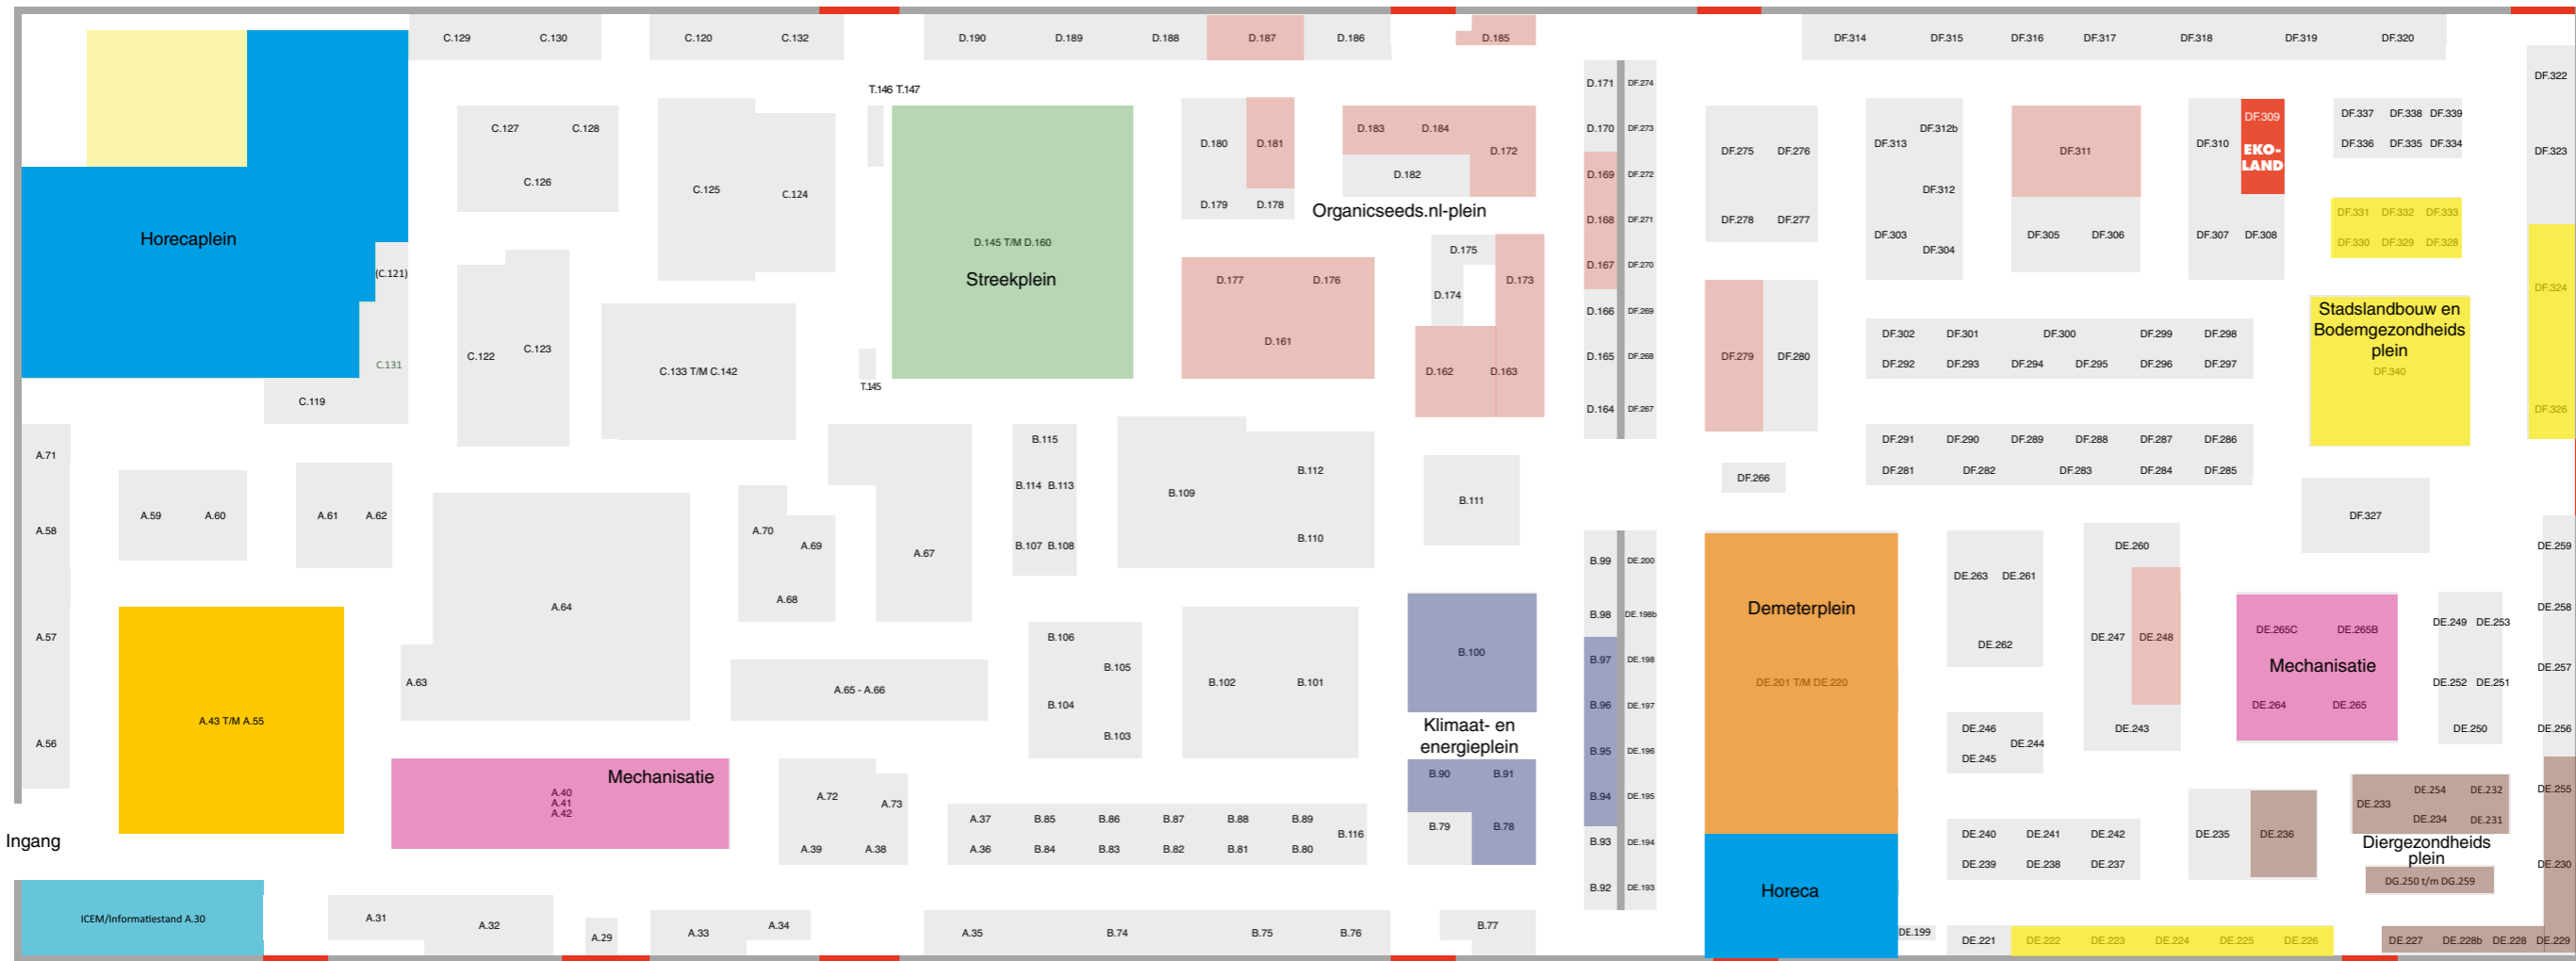 C.129 C.130 C.120 C.132 D.190 D.189 D.188 D.187 D.186 D.185 DF.314 DF.315 DF.316 DF.317 DF.318 DF.319 DF.320
DF.322
T.146 T.147
D.171 DF.274
C.127 C.128
D.180 D.181
D.183 D.184
D.172
D.170 DF.273
DF.275 DF.276
DF.313 DF.312b
DF.311
DF.310
DF.309
EKO-
LAND
DF.337 DF.338 DF.339
DF.336 DF.335 DF.334
DF.323
C.126
C.125
C.124
D.182
D.169 DF.272
DF.312
D.179 D.178
Organicseeds.nl-plein
D.168 DF.271
DF.278 DF.277
DF.331 DF.332 DF.333
Horecaplein
D.145 T/M D.160
Streekplein
DF.303
DF.304
DF.305 DF.306
DF.307 DF.308
DF.330 DF.329 DF.328
(C.121)
D.177 D.176
D.175
D.173
D.167 DF.270
DF.324
D.174
D.166 DF.269
Stadslandbouw en
Bodemgezondheids
plein
DF.340
DF.302 DF.301 DF.300 DF.299 DF.298
C.122 C.123
D.161
D.165 DF.268
DF.279 DF.280
DF.292 DF.293 DF.294 DF.295 DF.296 DF.297
C.131
C.133 T/M C.142
T.145
D.162 D.163
C.119
D.164 DF.267
DF.326
A.71
B.115
DF.291 DF.290 DF.289 DF.288 DF.287 DF.286
B.112
DF.266
DF.281 DF.282 DF.283 DF.284 DF.285
B.114 B.113
B.109
B.111
A.59 A.60
A.61 A.62
DF.327
A.58
A.70
A.69
A.67
B.107 B.108
B.110
DE.260
DE.259
B.99 DE.200
DE.263 DE.261
A.68
A.64
Demeterplein
B.98 DE.198b
DE.258
A.57
B.106
DE.249 DE.253
DE.262
DE.247 DE.248
DE.265C DE.265B
Mechanisatie
B.100
B.97 DE.198
B.105
DE.257
A.63
A.65 - A.66
B.102 B.101
DE.201 T/M DE.220
DE.252 DE.251
B.104
B.96 DE.197
DE.264 DE.265
A.43 T/M A.55
Klimaat- en
energieplein
DE.246
DE.243
DE.250
DE.256
A.56
B.103
B.95 DE.196
DE.244
DE.245
Mechanisatie
B.90 B.91
A.40
A.41
A.42
A.72
A.73
B.94 DE.195
DE.254 DE.232
DE.255
DE.233
A.37 B.85 B.86 B.87 B.88 B.89
DE.234 DE.231
B.79 B.78
B.116
DE.240 DE.241 DE.242
DE.235 DE.236
Ingang
B.93 DE.194
Diergezondheids
plein
A.39 A.38
A.36 B.84 B.83 B.82 B.81 B.80
DE.239 DE.238 DE.237
DE.230
DG.250 t/m DG.259
B.92 DE.193
Horeca
ICEM/Informatiestand A.30
A.31
A.32
A.29
A.33
A.34
A.35 B.74 B.75 B.76
B.77
DE.199
DE.221 DE.222 DE.223 DE.224 DE.225 DE.226
DE.227 DE.228b DE.228 DE.229